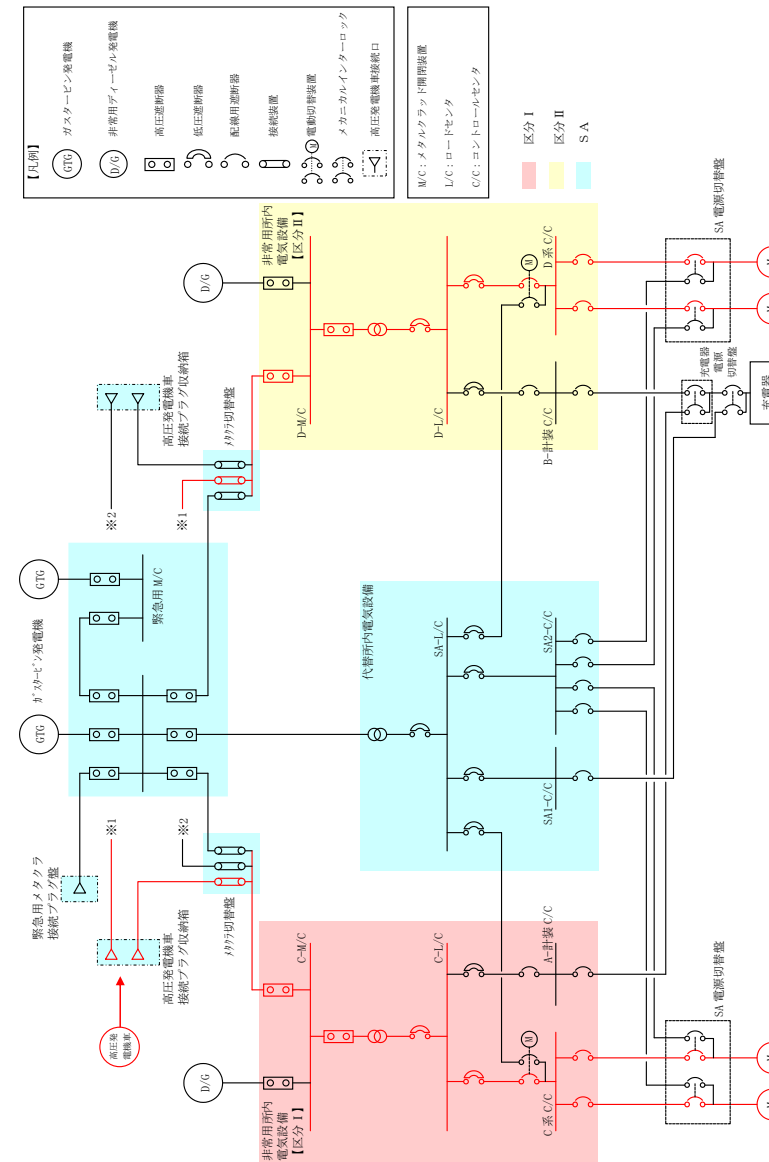 【凡例】
GTG
ガスタービン発電機
D/G
非常用ディーゼル発電機
高圧遮断器
低圧遮断器
配線用遮断器
接続装置
M
電動切替装置
メカニカルインターロック
高圧発電機車接続口
M/C：メタルクラッド開閉装置
L/C：ロードセンタ
C/C：コントロールセンタ
区分Ⅰ
区分Ⅱ
ＳＡ
ｶﾞｽﾀｰﾋﾞﾝ発電機
GTG
GTG
緊急用 M/C
緊急用メタクラ
接続プラグ盤
※1
※2
高圧発電機車
接続プラグ収納箱
高圧発
電機車
ﾒﾀｸﾗ切替盤
高圧発電機車
接続プラグ収納箱
※2
※1
ﾒﾀｸﾗ切替盤
D/G
非常用所内
電気設備
【区分Ⅰ】
C-M/C
C-L/C
M
C系 C/C
A-計装 C/C
代替所内電気設備
SA-L/C
SA1-C/C
SA2-C/C
D/G
非常用所内
電気設備
【区分Ⅱ】
D-M/C
D-L/C
M
B-計装 C/C
D系 C/C
SA 電源切替盤
SA 電源切替盤
充電器
電源
切替盤
充電器